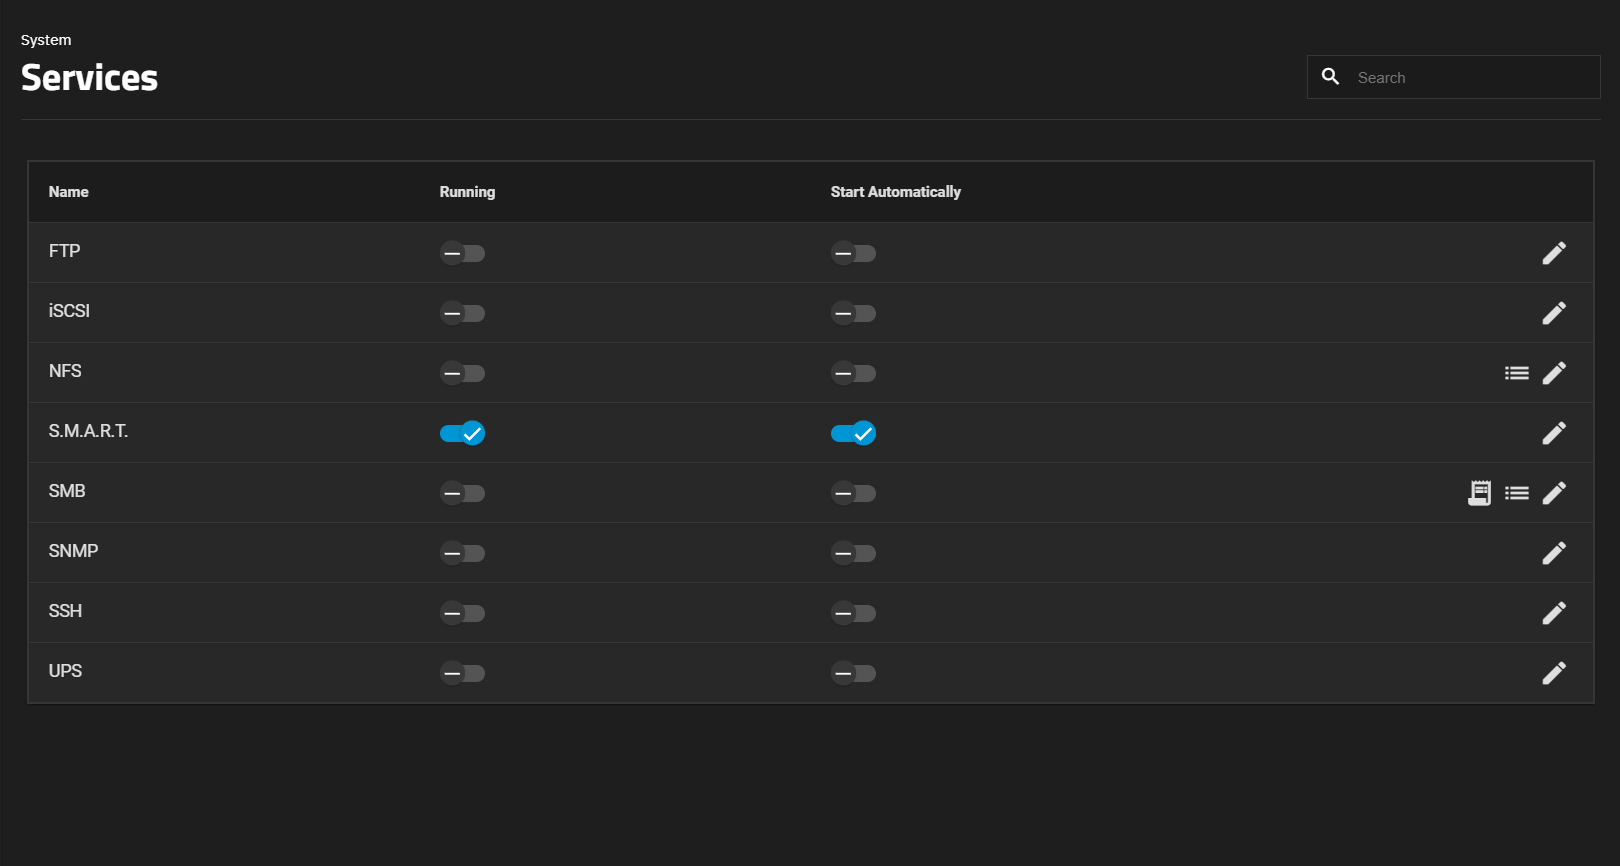 System
Services
Search
Name Running Start Automatically
FTP
iSCSI
NFS
S.M.A.R.T.
SMB
SNMP
SSH
UPS